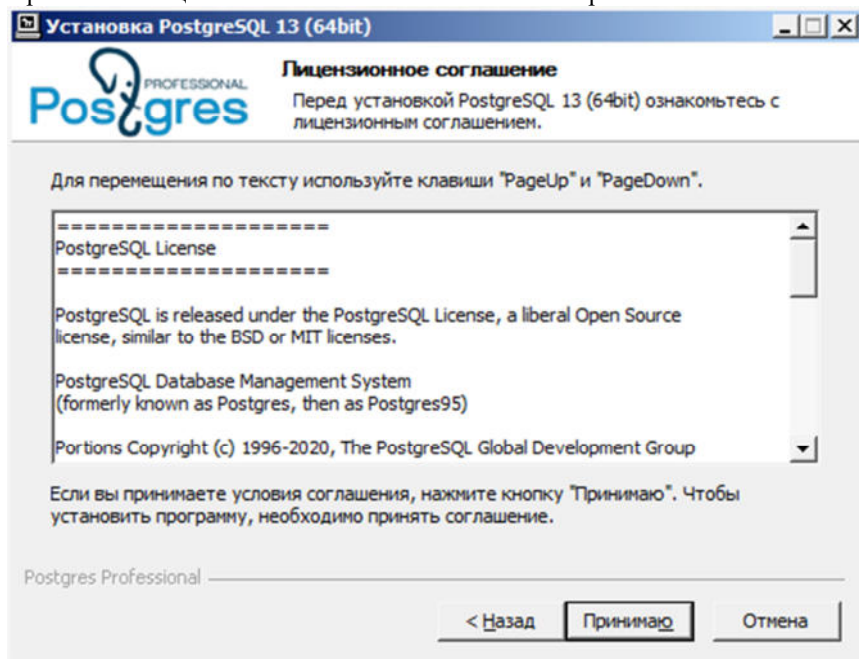 Установка PostgreSQL 13 (64bit)
PROFESSIONAL
Postgres
Лицензионное соглашение
Перед установкой PostgreSQL 13 (64bit) ознакомьтесь с
лицензионным соглашением.
Для перемещения по тексту используйте клавиши "PageUp" и "PageDown".
====================
PostgreSQL License
====================
PostgreSQL is released under the PostgreSQL License, a liberal Open Source
license, similar to the BSD or MIT licenses.
PostgreSQL Database Management System
(formerly known as Postgres, then as Postgres95)
Portions Copyright (c) 1996-2020, The PostgreSQL Global Development Group
Если вы принимаете условия соглашения, нажмите кнопку "Принимаю". Чтобы
установить программу, необходимо принять соглашение.
Postgres Professional
< Назад Принимаю Отмена